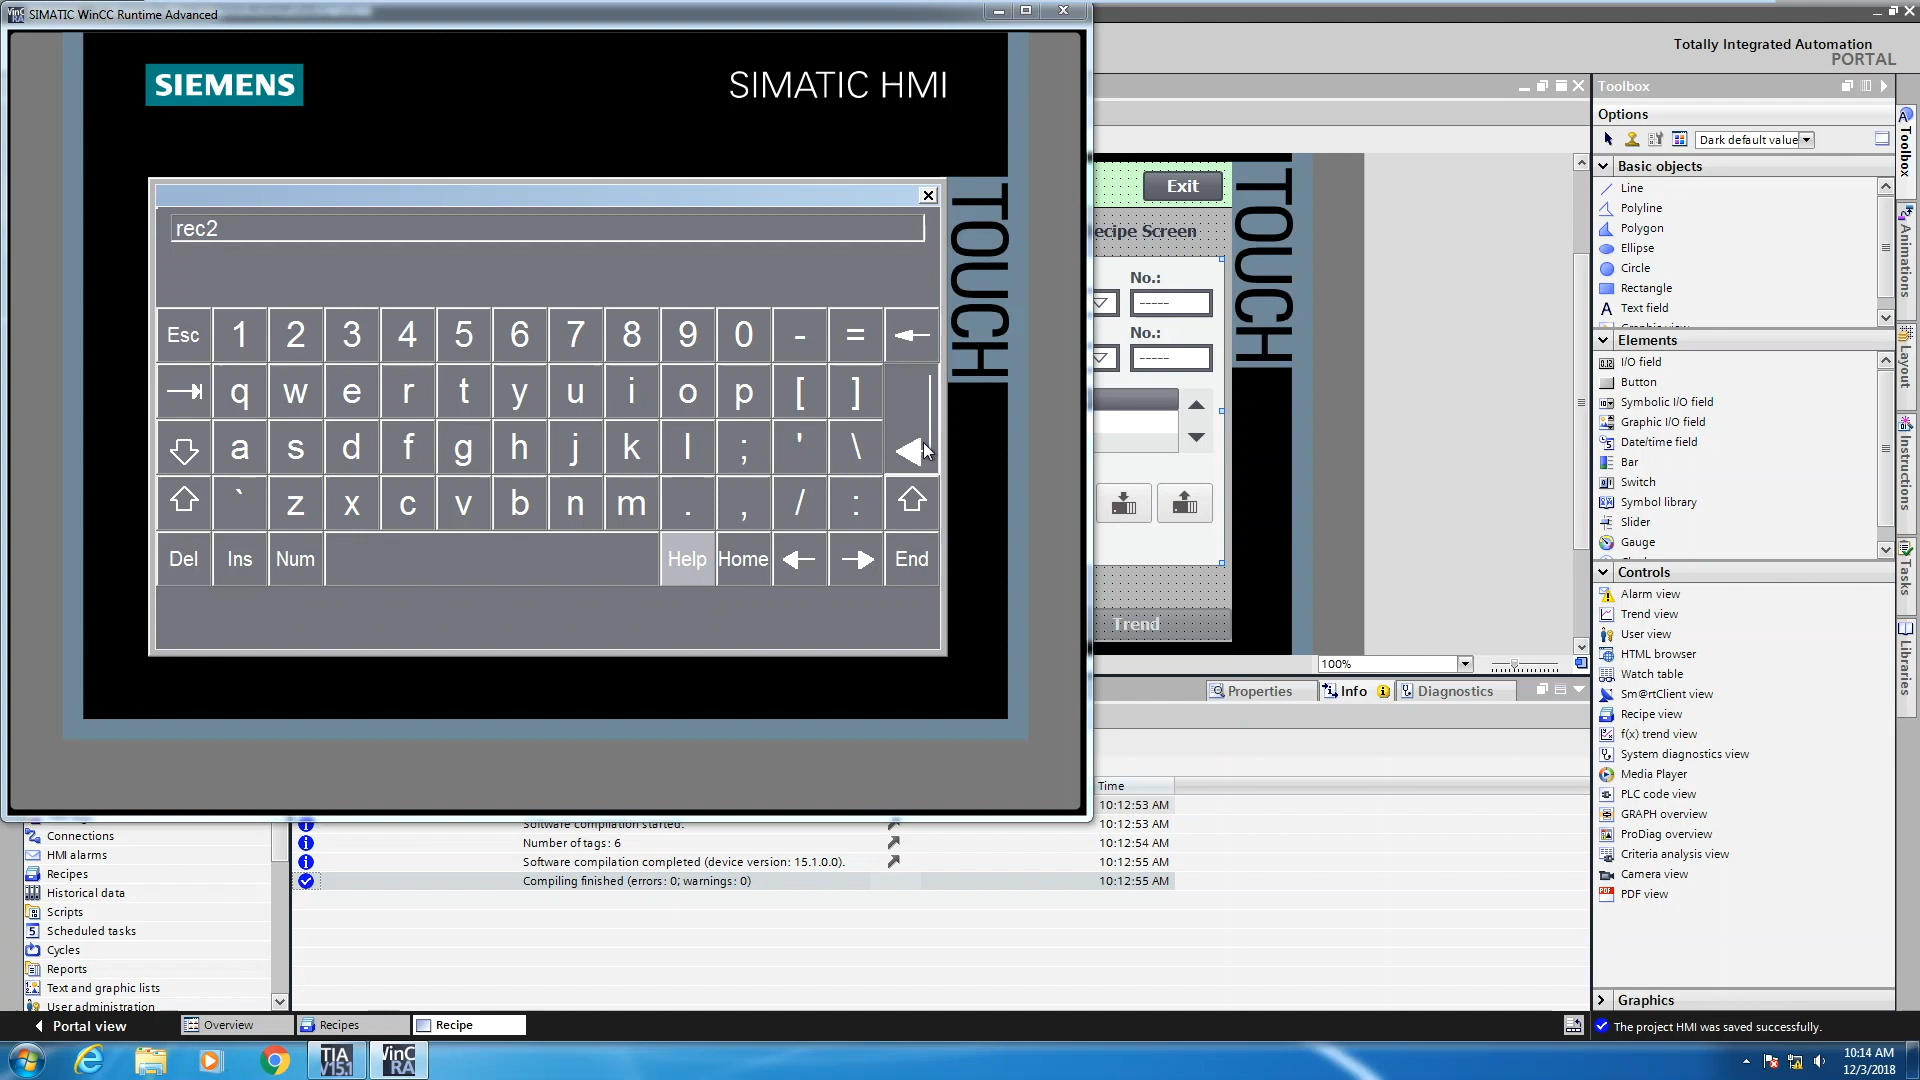 SIMATIC WinCC Runtime Advanced
Totally Integrated Automation
PORTAL
SIEMENS
SIMATIC HMI
TOUCH
rec2
Esc 1 2 3 4 5 6 7 8 9 0 - =
q w e r t y u i o p [ ]
a s d f g h j k l ; ' \
` z x c v b n m . , / :
Del Ins Num Help Home End
Exit
ecipe Screen
No.:
-----
No.:
-----
Trend
TOUCH
100%
Properties
Info
Diagnostics
Time
10:12:53 AM
Software compilation started. 10:12:53 AM
Number of tags: 6 10:12:54 AM
Software compilation completed (device version: 15.1.0.0). 10:12:55 AM
Compiling finished (errors: 0; warnings: 0) 10:12:55 AM
Connections
HMI alarms
Recipes
Historical data
Scripts
Scheduled tasks
Cycles
Reports
Text and graphic lists
User administration
Toolbox
Options
Dark default value
Basic objects
Line
Polyline
Polygon
Ellipse
Circle
Rectangle
Text field
Graphic view
Elements
I/O field
Button
Symbolic I/O field
Graphic I/O field
Date/time field
Bar
Switch
Symbol library
Slider
Gauge
Controls
Alarm view
Trend view
User view
HTML browser
Watch table
Sm@rtClient view
Recipe view
f(x) trend view
System diagnostics view
Media Player
PLC code view
GRAPH overview
ProDiag overview
Criteria analysis view
Camera view
PDF view
Graphics
Toolbox
Animations
Layout
Instructions
Tasks
Libraries
Portal view
Overview
Recipes
Recipe
The project HMI was saved successfully.
TIA
V15.1
WinC
RA
10:14 AM
12/3/2018